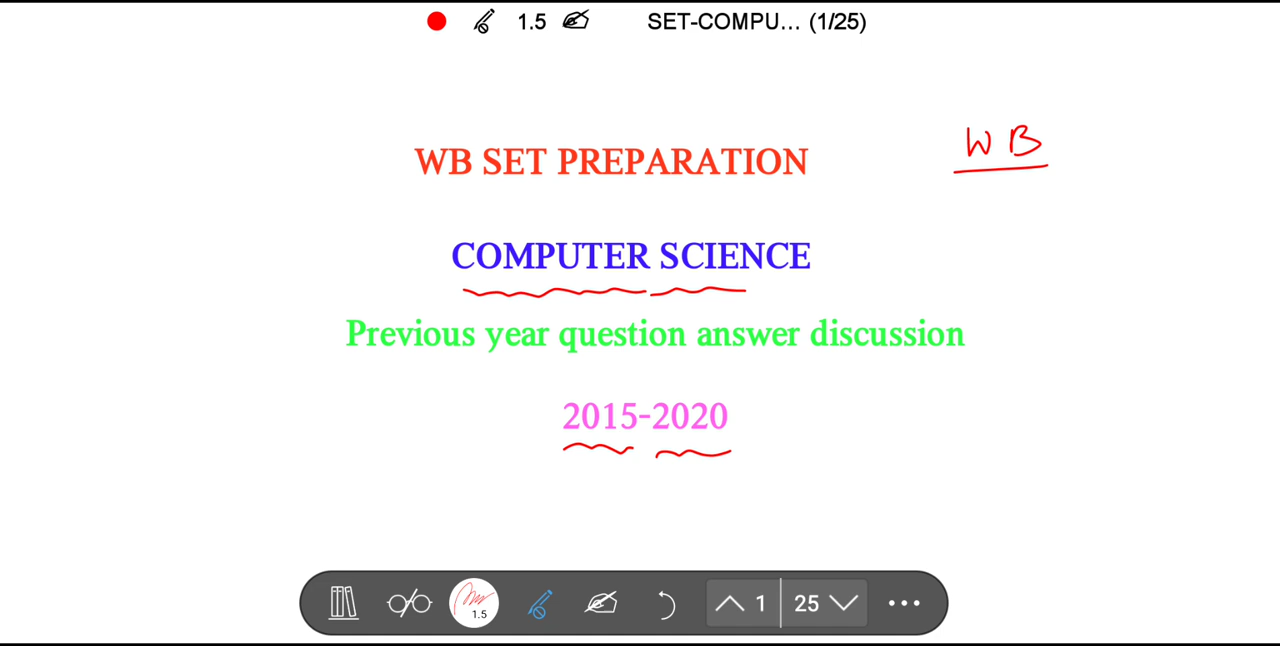 1.5 SET-COMPU... (1/25)
WB
WB SET PREPARATION
COMPUTER SCIENCE
Previous year question answer discussion
2015-2020
1.5 1 25